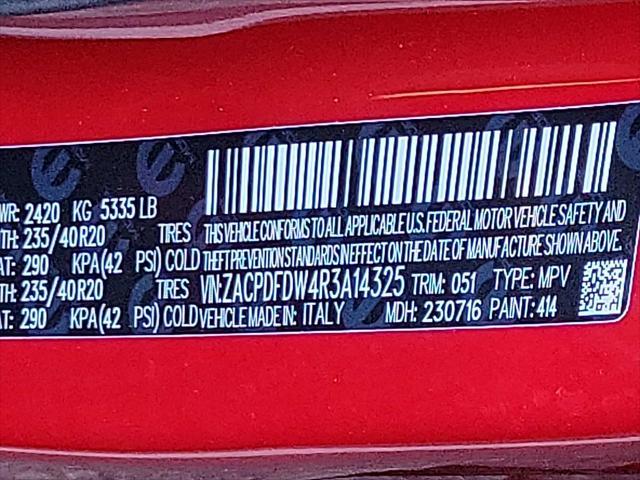 WR: 2420 KG 5335 LB
THIS VEHICLE CONFORMS TO ALL APPLICABLE U.S. FEDERAL MOTOR VEHICLE SAFETY AND
TH: 235/40R20 TIRES
THEFT PREVENTION STANDARDS IN EFFECT ON THE DATE OF MANUFACTURE SHOWN ABOVE.
AT: 290 KPA(42 PSI) COLD
VIN: ZACPDFDW4R3A14325 TRIM: 051 TYPE: MPV
TH: 235/40R20 TIRES
VEHICLE MADE IN: ITALY MDH: 230716 PAINT: 414
AT: 290 KPA(42 PSI) COLD